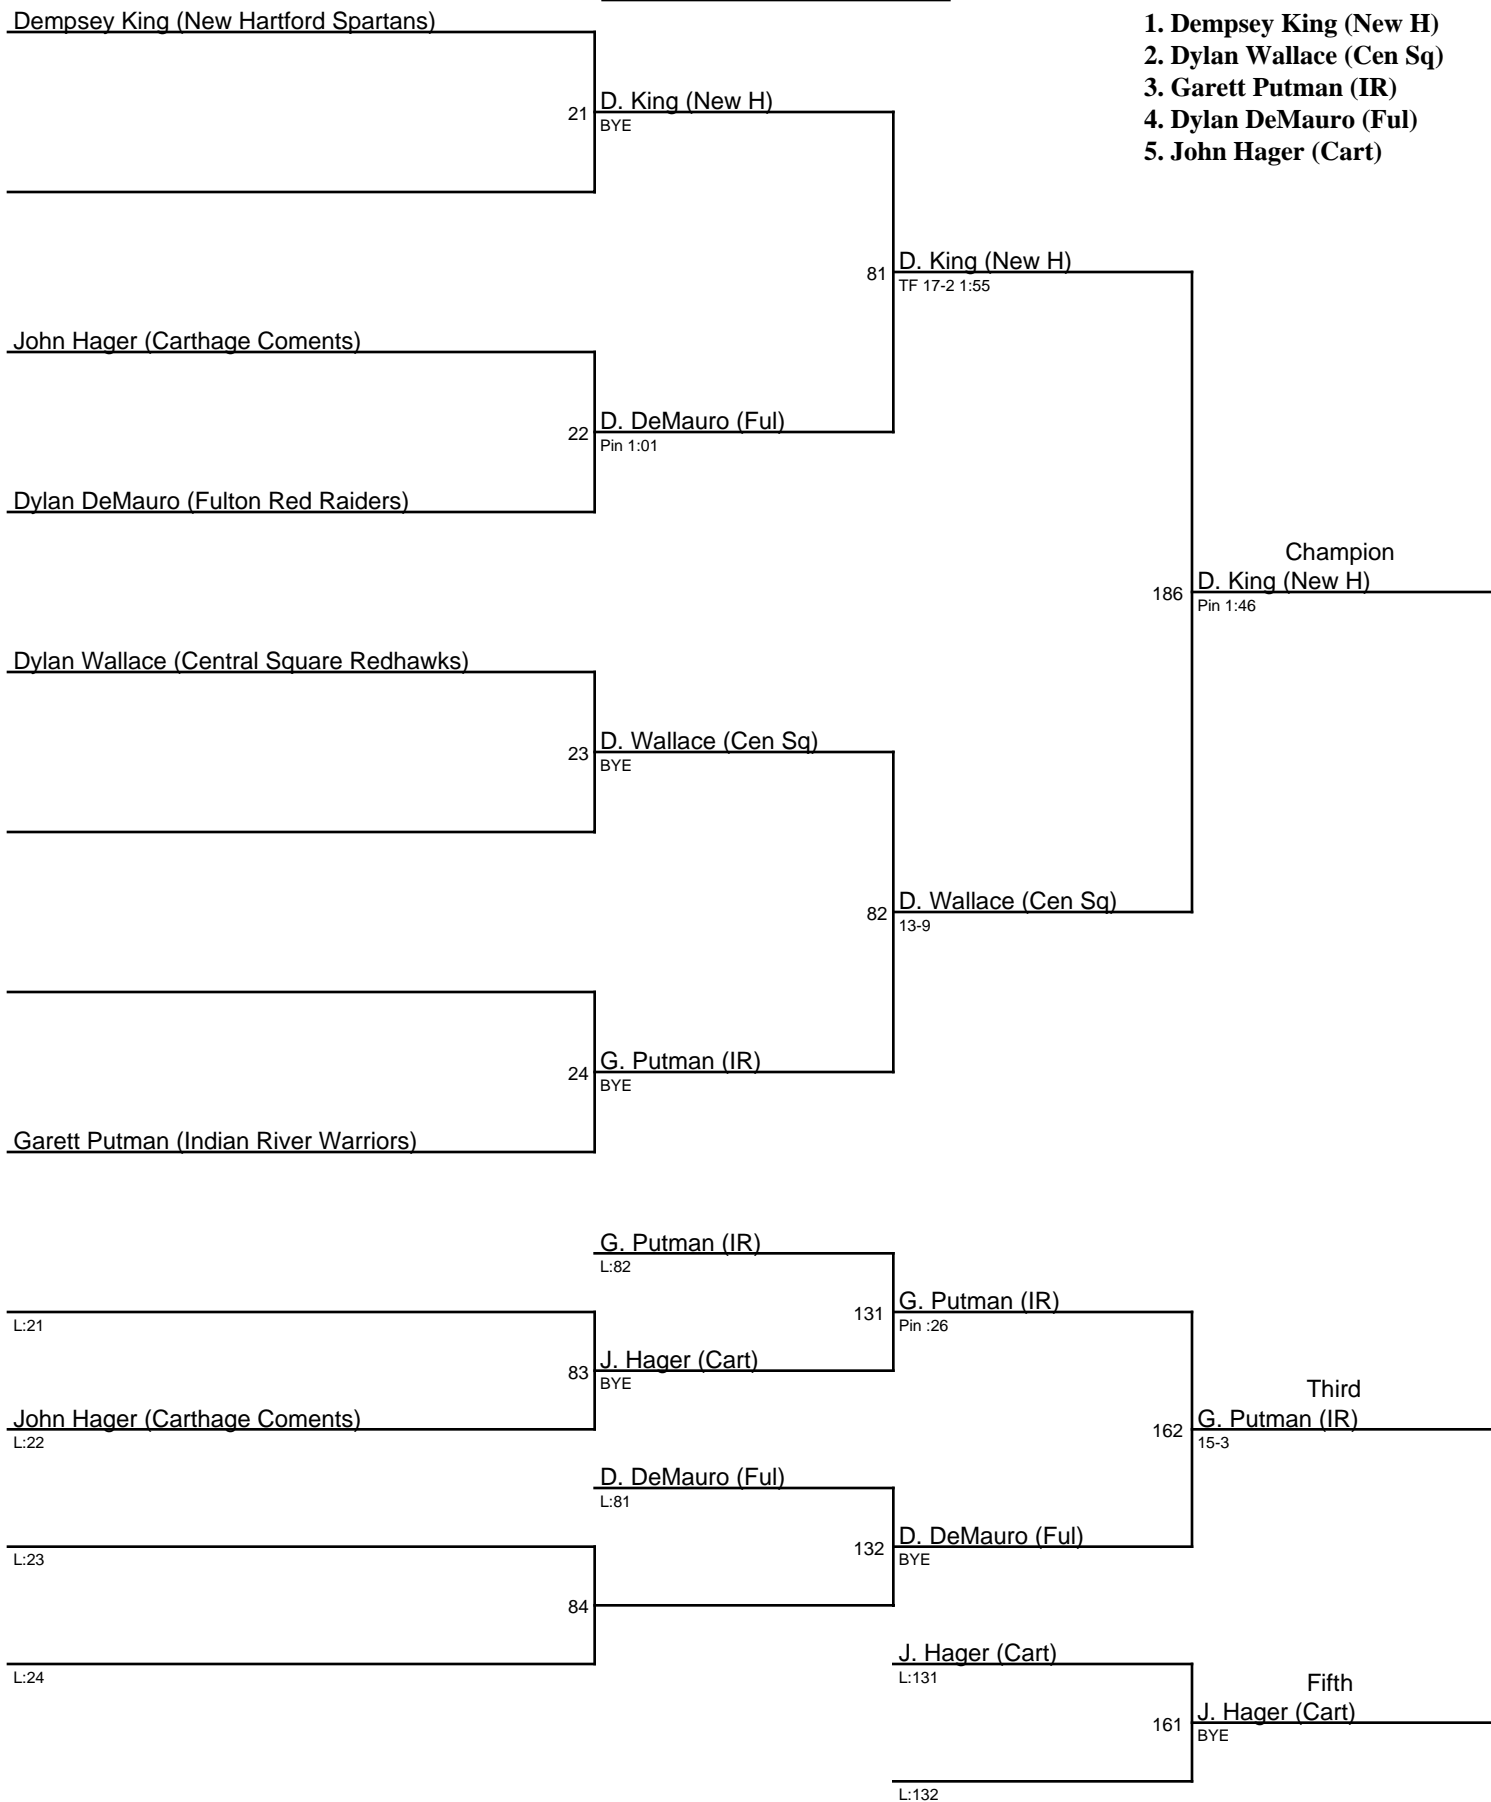 1. Dempsey King (New H)
2. Dylan Wallace (Cen Sq)
3. Garett Putman (IR)
4. Dylan DeMauro (Ful)
5. John Hager (Cart)
Dempsey King (New Hartford Spartans)
21
D. King (New H)
BYE
81
D. King (New H)
TF 17-2 1:55
John Hager (Carthage Coments)
22
D. DeMauro (Ful)
Pin 1:01
Dylan DeMauro (Fulton Red Raiders)
Champion
186
D. King (New H)
Pin 1:46
Dylan Wallace (Central Square Redhawks)
23
D. Wallace (Cen Sq)
BYE
82
D. Wallace (Cen Sq)
13-9
24
G. Putman (IR)
BYE
Garett Putman (Indian River Warriors)
G. Putman (IR)
L:82
131
G. Putman (IR)
Pin :26
L:21
83
J. Hager (Cart)
BYE
John Hager (Carthage Coments)
L:22
Third
162
G. Putman (IR)
15-3
D. DeMauro (Ful)
L:81
132
D. DeMauro (Ful)
BYE
L:23
84
L:24
J. Hager (Cart)
L:131
Fifth
161
J. Hager (Cart)
BYE
L:132